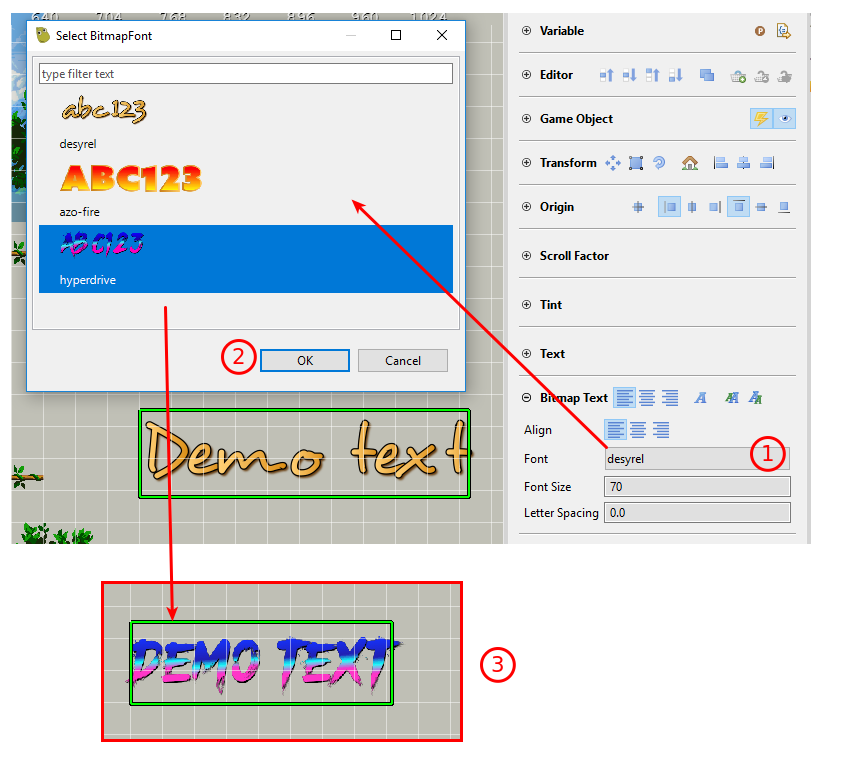 640 704 768 832 896 960 1024
Select BitmapFont
type filter text
abc123
desyrel
ABC123
azo-fire
ABC123
hyperdrive
2
OK
Cancel
Demo text
Variable
P
Editor
Game Object
Transform
Origin
Scroll Factor
Tint
Text
Bitmap Text
Align
Font
desyrel
1
Font Size
70
Letter Spacing
0.0
DEMO TEXT
3